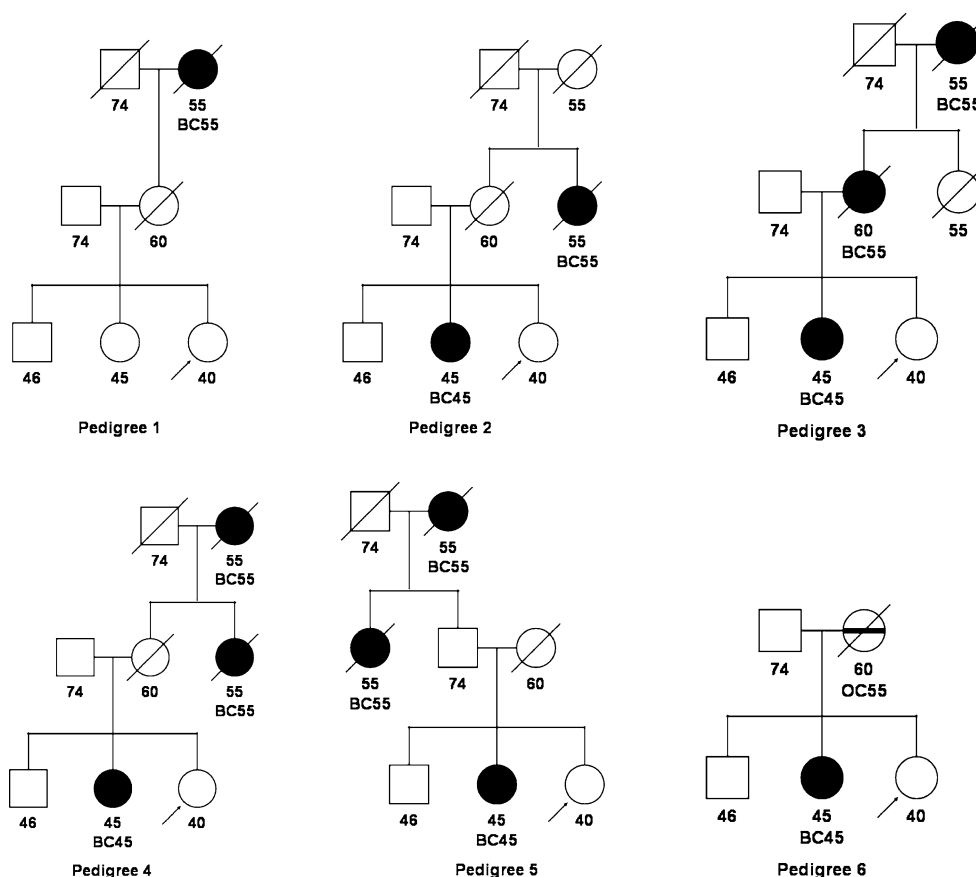 74 55
BC55
74 60
46 45 40
Pedigree 1
74 55
74 60 55
BC55
46 45 40
BC45
Pedigree 2
74 55
BC55
74 60 55
BC55
46 45 40
BC45
Pedigree 3
74 55
BC55
74 60 55
BC55
46 45 40
BC45
Pedigree 4
74 55
BC55
55 74 60
BC55
46 45 40
BC45
Pedigree 5
74 60
OC55
46 45 40
BC45
Pedigree 6